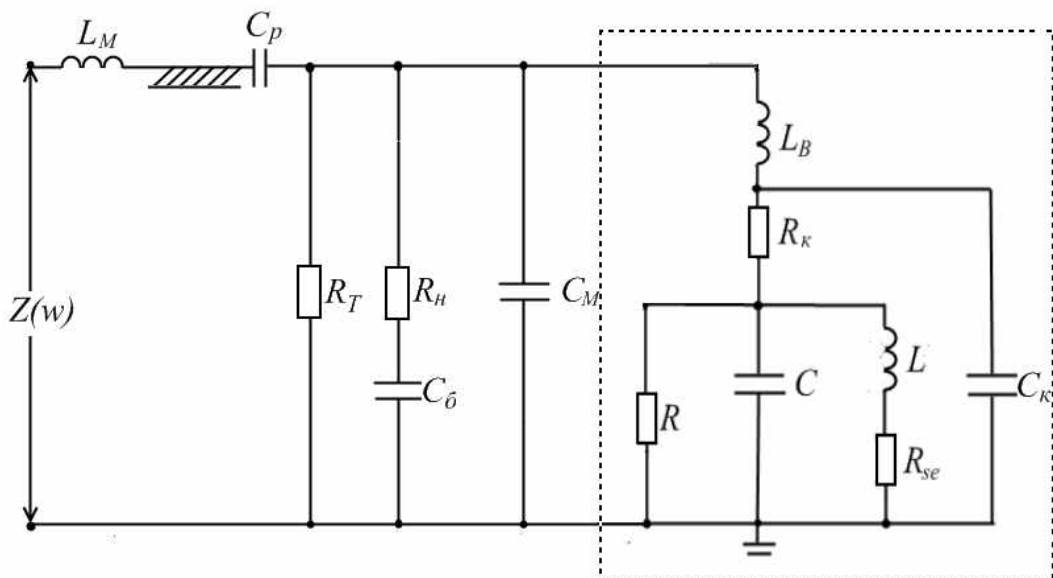 L_M
C_p
L_B
R_к
Z(w)
R_T
R_н
C_M
C_б
R
C
L
C_к
R_se